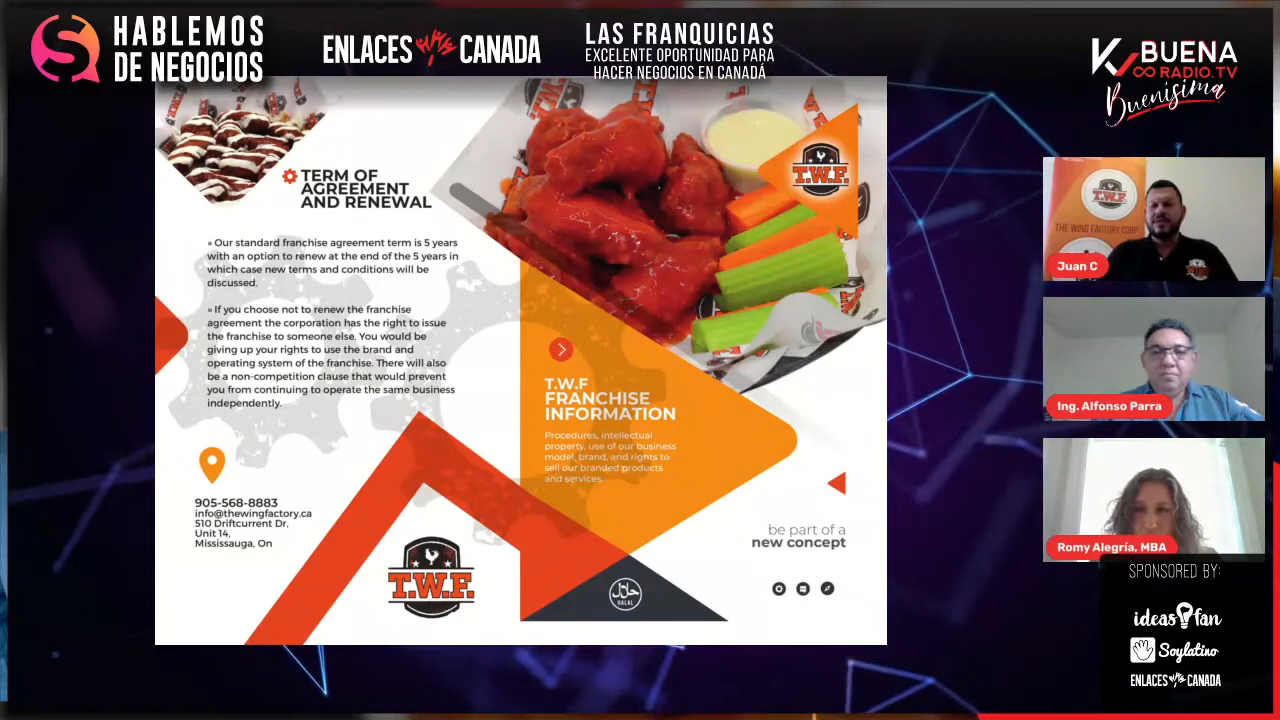 HABLEMOS
DE NEGOCIOS
ENLACES CANADA
LAS FRANQUICIAS
EXCELENTE OPORTUNIDAD PARA
HACER NEGOCIOS EN CANADÁ
K BUENA
RADIO.TV
Buenísima
TERM OF
AGREEMENT
AND RENEWAL
» Our standard franchise agreement term is 5 years
with an option to renew at the end of the 5 years in
which case new terms and conditions will be
discussed.
» If you choose not to renew the franchise
agreement the corporation has the right to issue
the franchise to someone else. You would be
giving up your rights to use the brand and
operating system of the franchise. There will also
be a non-competition clause that would prevent
you from continuing to operate the same business
independently.
905-568-8883
info@thewingfactory.ca
510 Driftcurrent Dr,
Unit 14,
Mississauga, On
T.W.F.
T.W.F.
T.W.F
FRANCHISE
INFORMATION
Procedures, intellectual
property, use of our business
model, brand, and rights to
sell our branded products
and services.
حلال
HALAL
be part of a
new concept
T.W.F.
THE WING FACTORY CORP
Juan C
Ing. Alfonso Parra
Romy Alegría, MBA
SPONSORED BY:
ideas fan
Soylatino
ENLACES CANADA